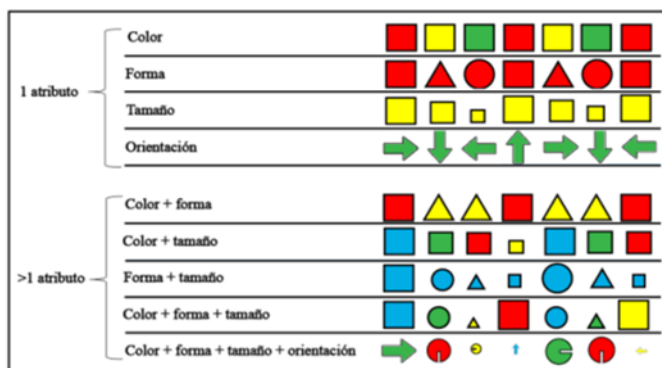 Color
Forma
1 atributo
Tamaño
Orientación
Color + forma
Color + tamaño
>1 atributo
Forma + tamaño
Color + forma + tamaño
Color + forma + tamaño + orientación